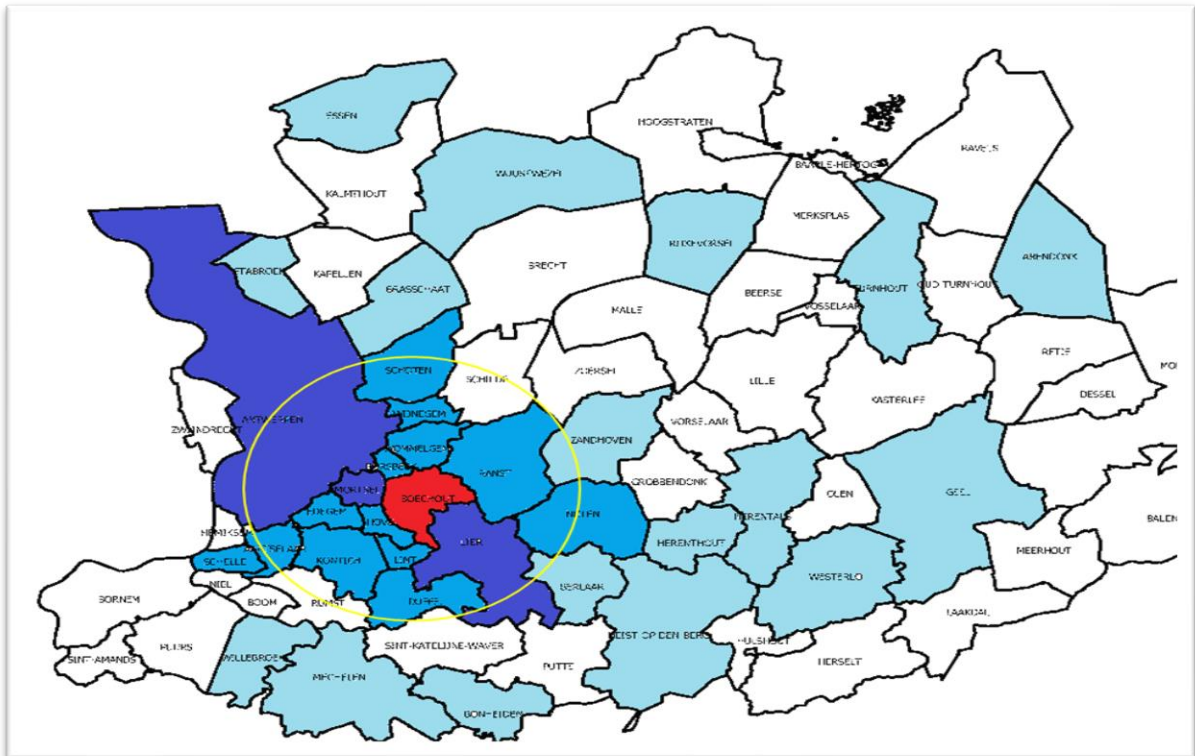 ESSEN
HOOGSTRATEN
RAVELS
BAARLE-HERTOG
WUUSTWEZEL
KALMTHOUT
MERKSPLAS
RIJKEVORSEL
ARENDONK
STABROEK
KAPELLEN
BRECHT
BRASSCHAAT
BEERSE
VOSSELAAR
TURNHOUT
OUD-TURNHOUT
MALLE
RETIE
SCHOTEN
SCHILDE
ZOERSEL
LILLE
KASTERLEE
DESSEL
ANTWERPEN
ZWIJNDRECHT
WIJNEGEM
VORSELAAR
ZANDHOVEN
WOMMELGEM
BORSBEEK
RANST
MORTSEL
BOECHOUT
GROBBENDONK
OLEN
GEEL
EDEGEM
HOVE
NIJLEN
HERENTALS
BALEN
HEMIKSEM
AARTSELAAR
LIER
HERENTHOUT
MEERHOUT
SCHELLE
KONTICH
LINT
WESTERLO
NIEL
BERLAAR
BORNEM
BOOM
RUMST
DUFFEL
LAAKDAL
HEIST-OP-DEN-BERG
HULSHOUT
PUURS
SINT-KATELIJNE-WAVER
SINT-AMANDS
WILLEBROEK
PUTTE
HERSELT
MECHELEN
BONHEIDEN